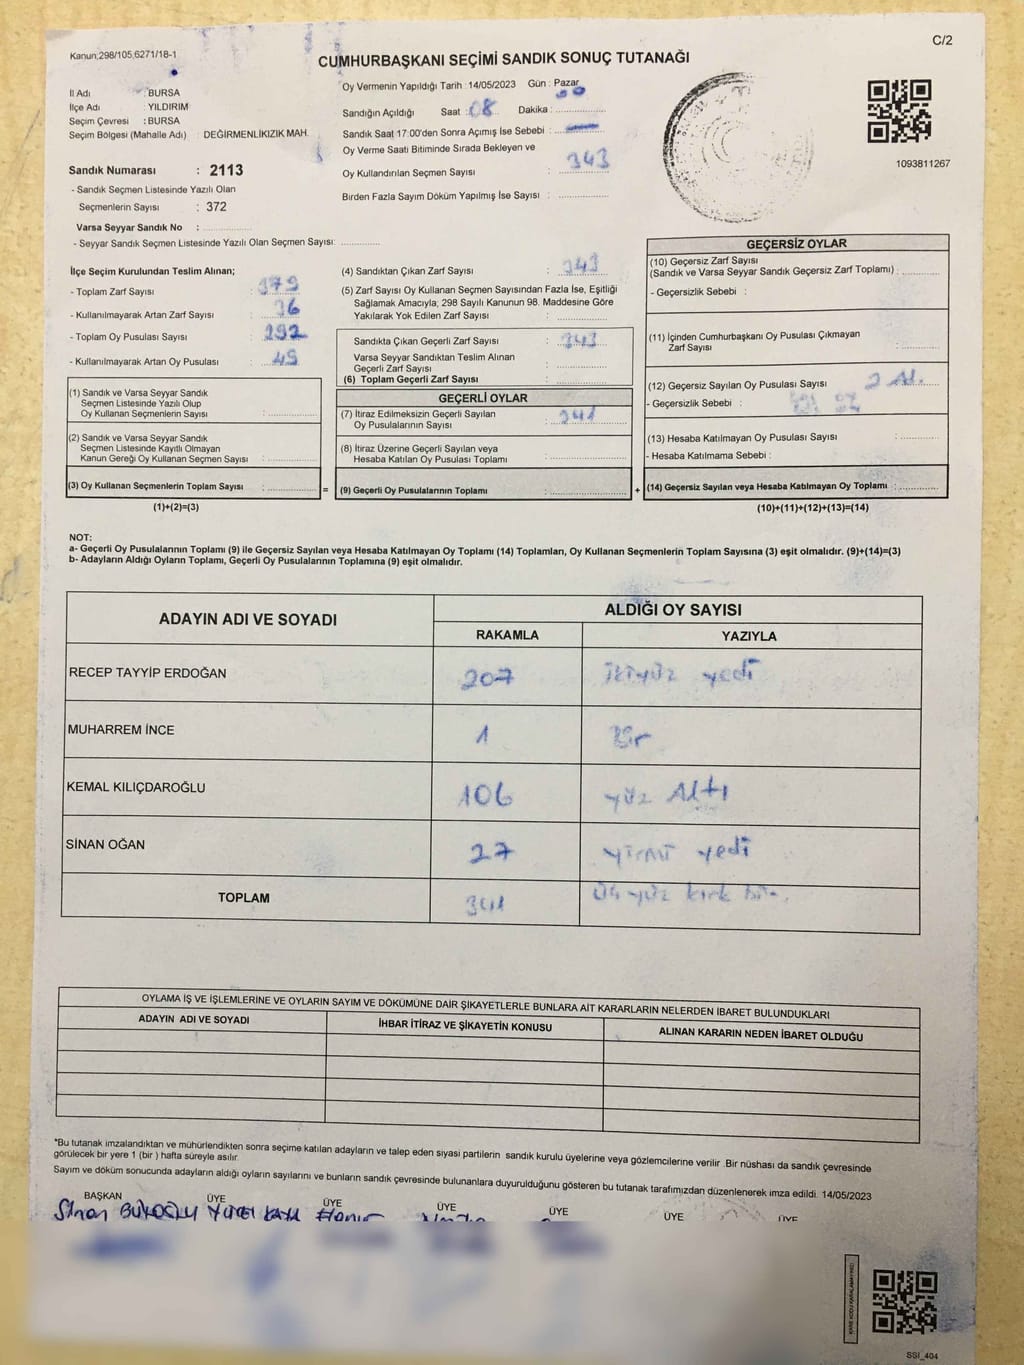 Kanun;298/105,6271/18-1
C/2
CUMHURBAŞKANI SEÇİMİ SANDIK SONUÇ TUTANAĞI
İl Adı : BURSA
İlçe Adı : YILDIRIM
Seçim Çevresi : BURSA
Seçim Bölgesi (Mahalle Adı) : DEĞİRMENLİKIZIK MAH.
Sandık Numarası : 2113
- Sandık Seçmen Listesinde Yazılı Olan
Seçmenlerin Sayısı : 372
Varsa Seyyar Sandık No :
- Seyyar Sandık Seçmen Listesinde Yazılı Olan Seçmen Sayısı:
Oy Vermenin Yapıldığı Tarih :14/05/2023 Gün : Pazar
Sandığın Açıldığı Saat : 08 Dakika :
Sandık Saat 17:00'den Sonra Açımış İse Sebebi :
Oy Verme Saati Bitiminde Sırada Bekleyen ve
Oy Kullandırılan Seçmen Sayısı : 343
Birden Fazla Sayım Döküm Yapılmış İse Sayısı :
1093811267
İlçe Seçim Kurulundan Teslim Alınan;
- Toplam Zarf Sayısı : 379
- Kullanılmayarak Artan Zarf Sayısı : 36
- Toplam Oy Pusulası Sayısı :
- Kullanılmayarak Artan Oy Pusulası : 49
(1) Sandık ve Varsa Seyyar Sandık
Seçmen Listesinde Yazılı Olup
Oy Kullanan Seçmenlerin Sayısı :
(2) Sandık ve Varsa Seyyar Sandık
Seçmen Listesinde Kayıtlı Olmayan
Kanun Gereği Oy Kullanan Seçmen Sayısı :
(3) Oy Kullanan Seçmenlerin Toplam Sayısı :
(1)+(2)=(3)
(4) Sandıktan Çıkan Zarf Sayısı : 343
(5) Zarf Sayısı Oy Kullanan Seçmen Sayısından Fazla İse, Eşitliği
Sağlamak Amacıyla; 298 Sayılı Kanunun 98. Maddesine Göre
Yakılarak Yok Edilen Zarf Sayısı :
Sandıkta Çıkan Geçerli Zarf Sayısı : 343
Varsa Seyyar Sandıktan Teslim Alınan
Geçerli Zarf Sayısı :
(6) Toplam Geçerli Zarf Sayısı :
GEÇERLİ OYLAR
(7) İtiraz Edilmeksizin Geçerli Sayılan
Oy Pusulalarının Sayısı : 341
(8) İtiraz Üzerine Geçerli Sayılan veya
Hesaba Katılan Oy Pusulası Toplamı :
= (9) Geçerli Oy Pusulalarının Toplamı :
GEÇERSİZ OYLAR
(10) Geçersiz Zarf Sayısı
(Sandık ve Varsa Seyyar Sandık Geçersiz Zarf Toplamı) :
- Geçersizlik Sebebi :
(11) İçinden Cumhurbaşkanı Oy Pusulası Çıkmayan
Zarf Sayısı :
(12) Geçersiz Sayılan Oy Pusulası Sayısı : 2 Ad.
- Geçersizlik Sebebi :
(13) Hesaba Katılmayan Oy Pusulası Sayısı :
- Hesaba Katılmama Sebebi :
+ (14) Geçersiz Sayılan veya Hesaba Katılmayan Oy Toplamı :
(10)+(11)+(12)+(13)=(14)
NOT:
a- Geçerli Oy Pusulalarının Toplamı (9) ile Geçersiz Sayılan veya Hesaba Katılmayan Oy Toplamı (14) Toplamları, Oy Kullanan Seçmenlerin Toplam Sayısına (3) eşit olmalıdır. (9)+(14)=(3)
b- Adayların Aldığı Oyların Toplamı, Geçerli Oy Pusulalarının Toplamına (9) eşit olmalıdır.
ADAYIN ADI VE SOYADI ALDIĞI OY SAYISI
RAKAMLA YAZIYLA
RECEP TAYYİP ERDOĞAN 207 ikiyüz yedi
MUHARREM İNCE 1 Bir
KEMAL KILIÇDAROĞLU 106 yüz Altı
SİNAN OĞAN 27 yirmi yedi
TOPLAM 341 üç yüz kırk bir.
OYLAMA İŞ VE İŞLEMLERİNE VE OYLARIN SAYIM VE DÖKÜMÜNE DAİR ŞİKAYETLERLE BUNLARA AİT KARARLARIN NELERDEN İBARET BULUNDUKLARI
ADAYIN ADI VE SOYADI İHBAR İTİRAZ VE ŞİKAYETİN KONUSU ALINAN KARARIN NEDEN İBARET OLDUĞU
*Bu tutanak imzalandıktan ve mühürlendikten sonra seçime katılan adayların ve talep eden siyasi partilerin sandık kurulu üyelerine veya gözlemcilerine verilir. Bir nüshası da sandık çevresinde
görülecek bir yere 1 (bir) hafta süreyle asılır.
Sayım ve döküm sonucunda adayların aldığı oyların sayılarını ve bunların sandık çevresinde bulunanlara duyurulduğunu gösteren bu tutanak tarafımızdan düzenlenerek imza edildi. 14/05/2023
BAŞKAN ÜYE ÜYE ÜYE ÜYE ÜYE ÜYE
Sinan
KARE KODU KARALAMAYINIZ!
SSI_404